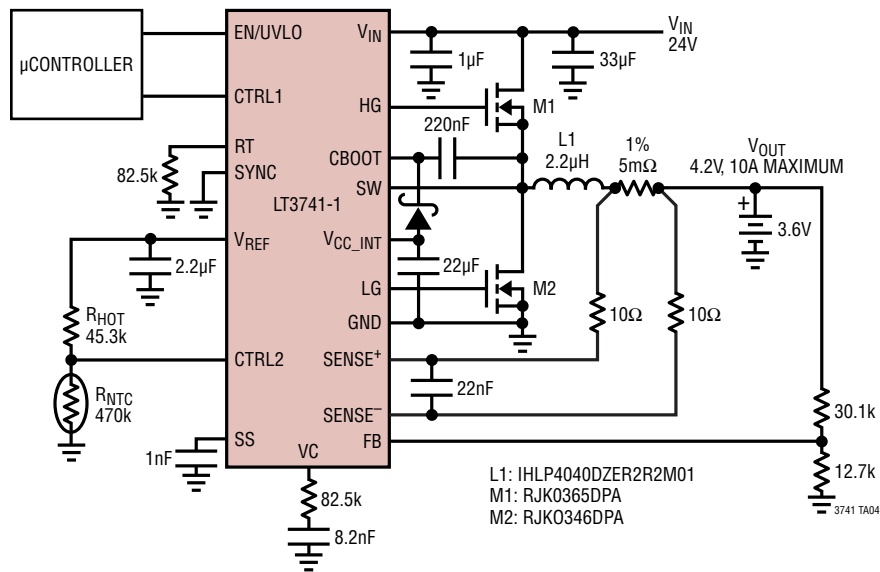 µCONTROLLER
EN/UVLO
CTRL1
RT
SYNC
82.5k
LT3741-1
VREF
2.2µF
RHOT
45.3k
CTRL2
RNTC
470k
SS
1nF
VC
82.5k
8.2nF
VIN
1µF
33µF
VIN
24V
HG
M1
220nF
CBOOT
SW
L1
2.2µH
1%
5mΩ
VOUT
4.2V, 10A MAXIMUM
+
3.6V
VCC_INT
22µF
LG
M2
GND
10Ω
10Ω
SENSE+
22nF
SENSE–
FB
30.1k
12.7k
L1: IHLP4040DZER2R2M01
M1: RJK0365DPA
M2: RJKO346DPA
3741 TA04